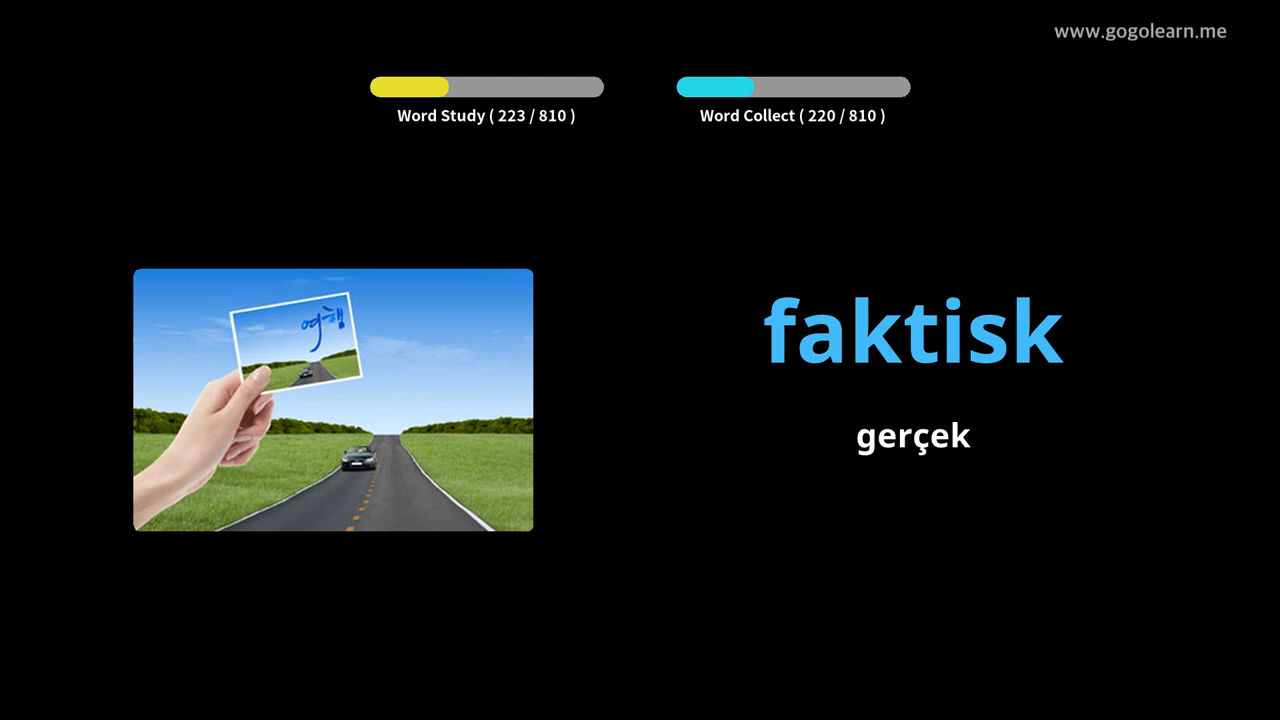 www.gogolearn.me
Word Study ( 223 / 810 )
Word Collect ( 220 / 810 )
여행
faktisk
gerçek